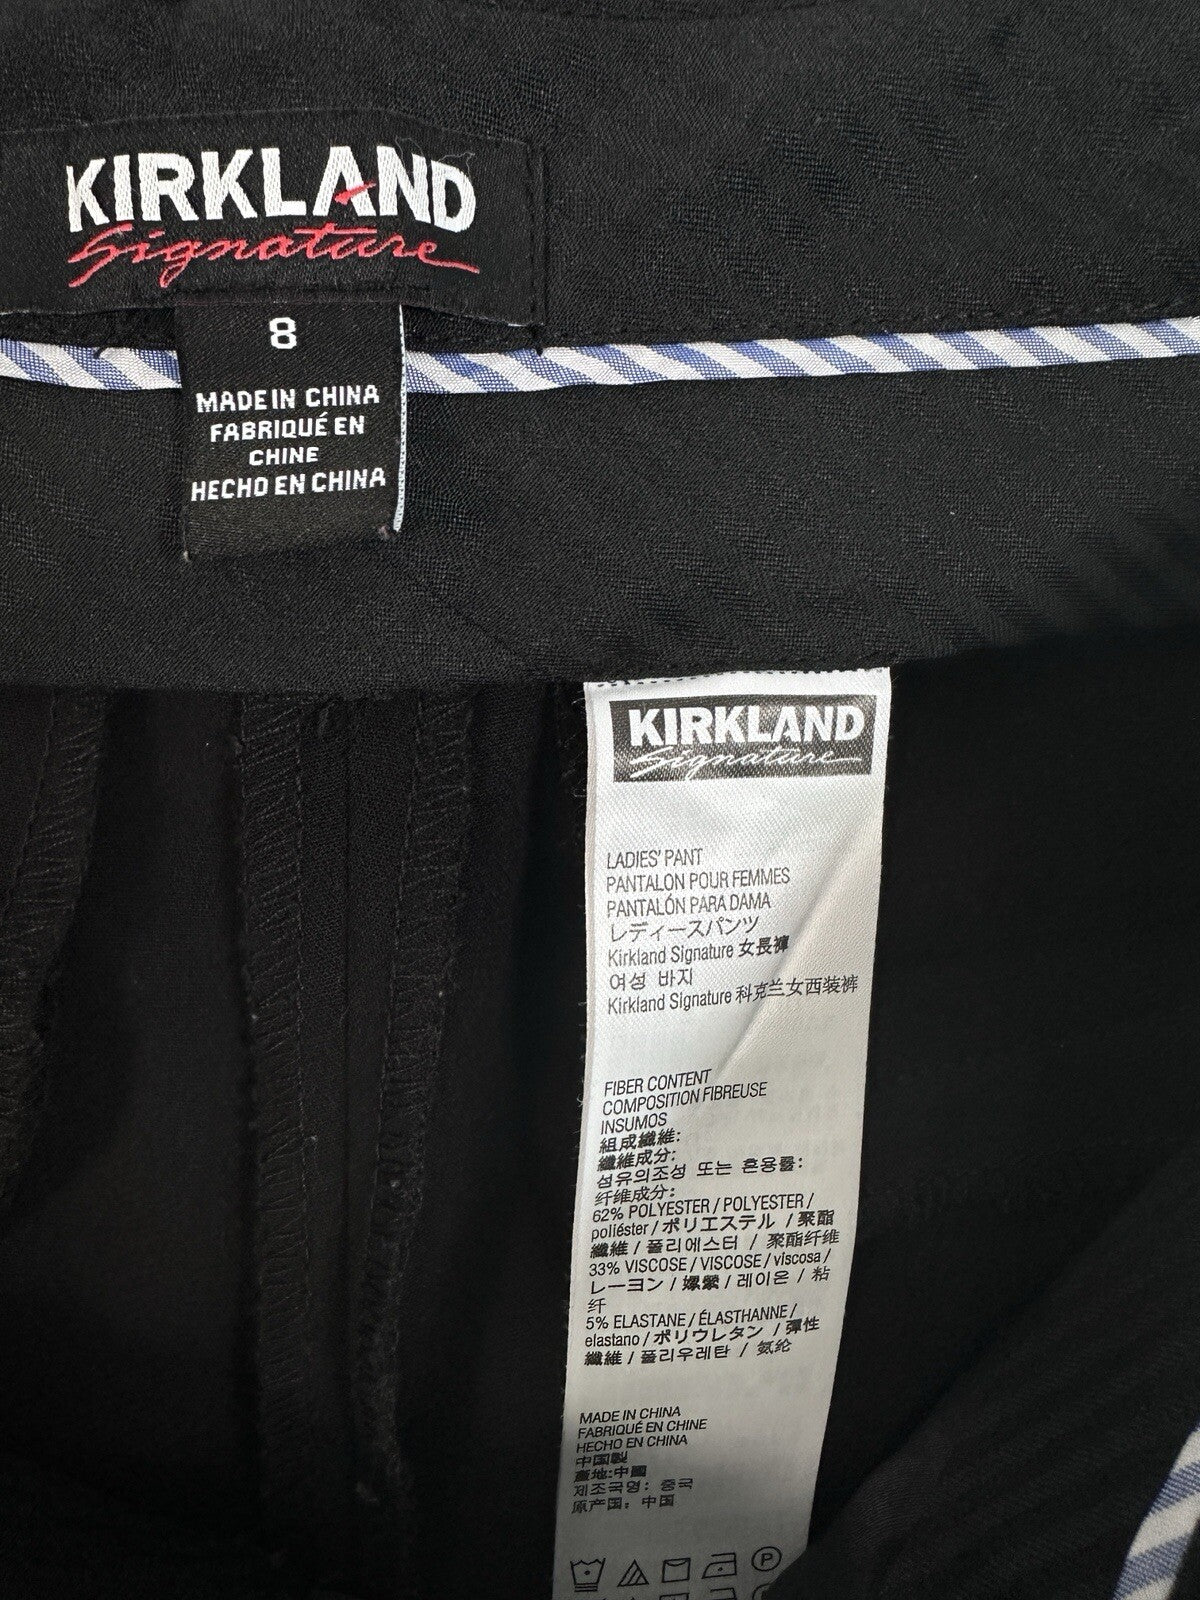 KIRKLAND
Signature
8
MADE IN CHINA
FABRIQUÉ EN
CHINE
HECHO EN CHINA
KIRKLAND
Signature
LADIES' PANT
PANTALON POUR FEMMES
PANTALÓN PARA DAMA
レディースパンツ
Kirkland Signature 女長褲
여성 바지
Kirkland Signature 科克兰女西装裤
FIBER CONTENT
COMPOSITION FIBREUSE
INSUMOS
組成繊維:
纖維成分:
섬유의조성 또는 혼용률:
纤维成分:
62% POLYESTER / POLYESTER /
poliéster / ポリエステル / 聚酯
纖維 / 폴리에스터 / 聚酯纤维
33% VISCOSE / VISCOSE / viscosa /
レーヨン / 嫘縈 / 레이온 / 粘
纤
5% ELASTANE / ÉLASTHANNE /
elastano / ポリウレタン / 彈性
纖維 / 폴리우레탄 / 氨纶
MADE IN CHINA
FABRIQUÉ EN CHINE
HECHO EN CHINA
中国製
產地:中國
제조국명: 중국
原产国: 中国
P